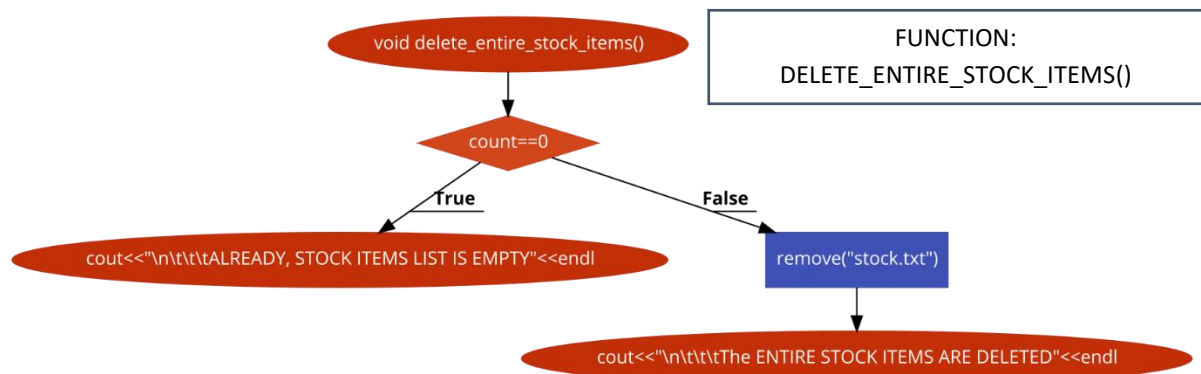 void delete_entire_stock_items()
FUNCTION:
DELETE_ENTIRE_STOCK_ITEMS()
count==0
True
False
cout<<"\n\t\t\tALREADY, STOCK ITEMS LIST IS EMPTY"<<endl
remove("stock.txt")
cout<<"\n\t\t\tThe ENTIRE STOCK ITEMS ARE DELETED"<<endl